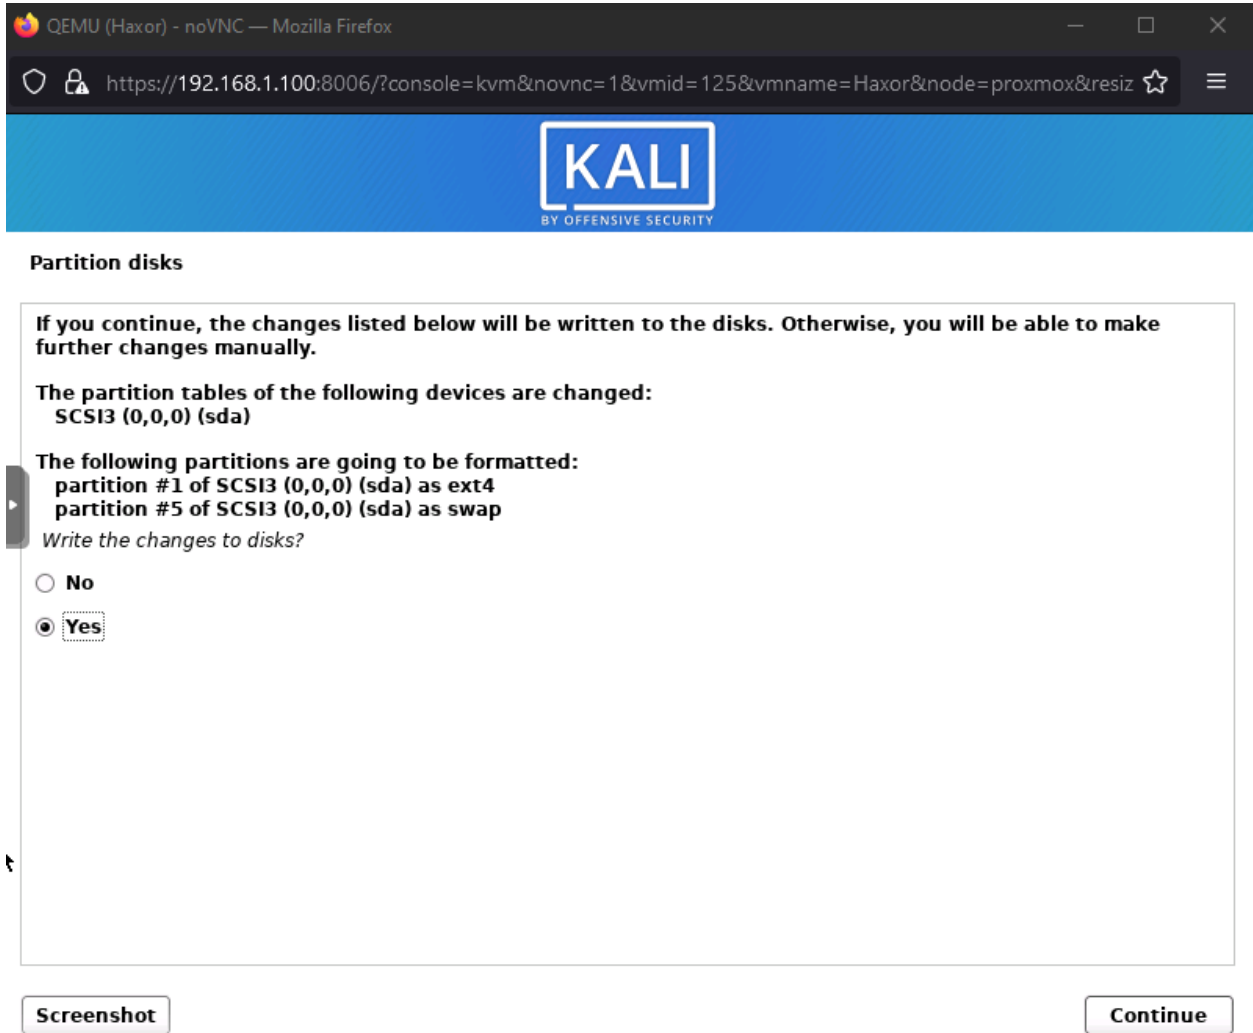 QEMU (Haxor) - noVNC — Mozilla Firefox
https://192.168.1.100:8006/?console=kvm&novnc=1&vmid=125&vmname=Haxor&node=proxmox&resiz
KALI
BY OFFENSIVE SECURITY
Partition disks
If you continue, the changes listed below will be written to the disks. Otherwise, you will be able to make
further changes manually.
The partition tables of the following devices are changed:
SCSI3 (0,0,0) (sda)
The following partitions are going to be formatted:
partition #1 of SCSI3 (0,0,0) (sda) as ext4
partition #5 of SCSI3 (0,0,0) (sda) as swap
Write the changes to disks?
No
Yes
Screenshot
Continue